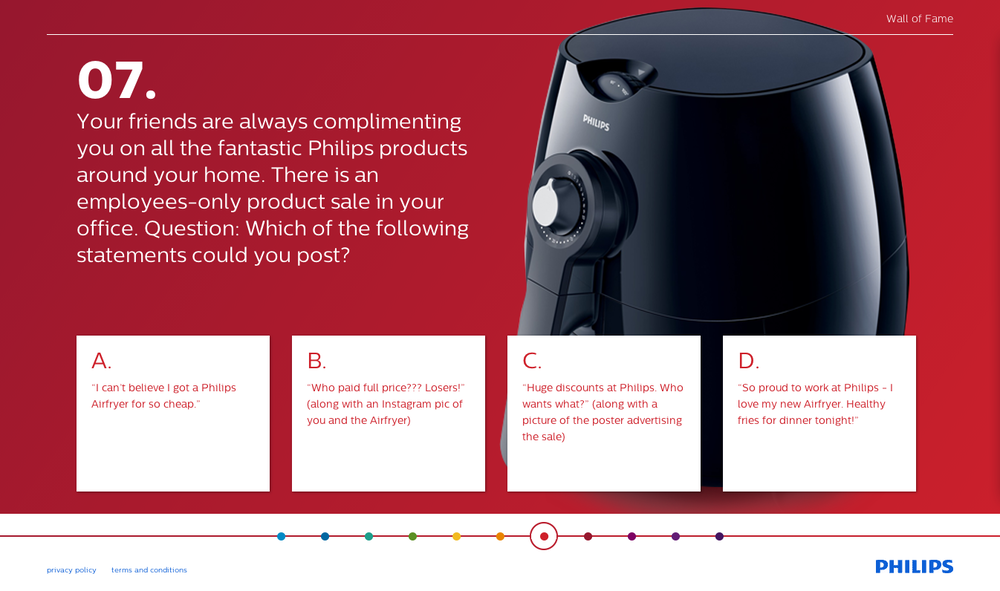 Wall of Fame
07.
Your friends are always complimenting
you on all the fantastic Philips products
around your home. There is an
employees-only product sale in your
office. Question: Which of the following
statements could you post?
PHILIPS
A.
"I can't believe I got a Philips
Airfryer for so cheap."
B.
"Who paid full price??? Losers!"
(along with an Instagram pic of
you and the Airfryer)
C.
"Huge discounts at Philips. Who
wants what?" (along with a
picture of the poster advertising
the sale)
D.
"So proud to work at Philips - I
love my new Airfryer. Healthy
fries for dinner tonight!"
privacy policy
terms and conditions
PHILIPS